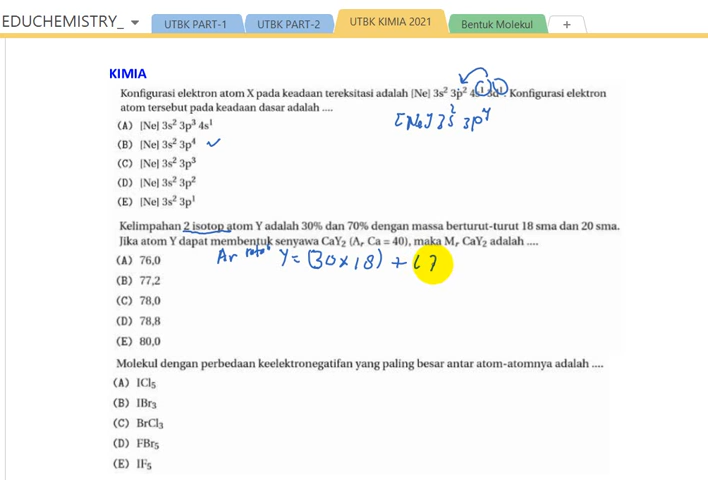 EDUCHEMISTRY_
UTBK PART-1
UTBK PART-2
UTBK KIMIA 2021
Bentuk Molekul
+
KIMIA
Konfigurasi elektron atom X pada keadaan tereksitasi adalah [Ne] 3s² 3p² 4s¹ 3d¹. Konfigurasi elektron
atom tersebut pada keadaan dasar adalah ....
[Ne] 3s² 3p⁴
(A) [Ne] 3s² 3p³ 4s¹
(B) [Ne] 3s² 3p⁴ ✓
(C) [Ne] 3s² 3p³
(D) [Ne] 3s² 3p²
(E) [Ne] 3s² 3p¹
Kelimpahan 2 isotop atom Y adalah 30% dan 70% dengan massa berturut-turut 18 sma dan 20 sma.
Jika atom Y dapat membentuk senyawa CaY₂ (Aᵣ Ca = 40), maka Mᵣ CaY₂ adalah ....
Ar Y = (30 x 18) + (7
(A) 76,0
(B) 77,2
(C) 78,0
(D) 78,8
(E) 80,0
Molekul dengan perbedaan keelektronegatifan yang paling besar antar atom-atomnya adalah ....
(A) ICl₅
(B) IBr₃
(C) BrCl₃
(D) FBr₅
(E) IF₅